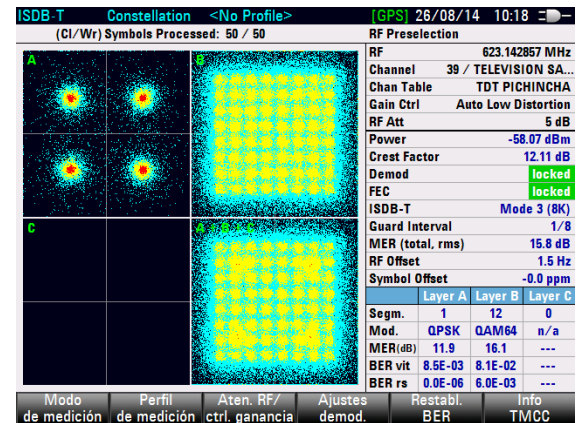 ISDB-T Constellation <No Profile> [GPS] 26/08/14 10:18
(Cl/Wr) Symbols Processed: 50 / 50
RF Preselection
A
B
C
A + B + C
RF 623.142857 MHz
Channel 39 / TELEVISION SA...
Chan Table TDT PICHINCHA
Gain Ctrl Auto Low Distortion
RF Att 5 dB
Power -58.07 dBm
Crest Factor 12.11 dB
Demod locked
FEC locked
ISDB-T Mode 3 (8K)
Guard Interval 1/8
MER (total, rms) 15.8 dB
RF Offset 1.5 Hz
Symbol Offset -0.0 ppm
Layer A Layer B Layer C
Segm. 1 12 0
Mod. QPSK QAM64 n/a
MER(dB) 11.9 16.1 ---
BER vit 8.5E-03 8.1E-02 ---
BER rs 0.0E-06 6.0E-03 ---
Modo Perfil Aten. RF/ Ajustes Restabl. Info
de medición de medición ctrl. ganancia demod. BER TMCC